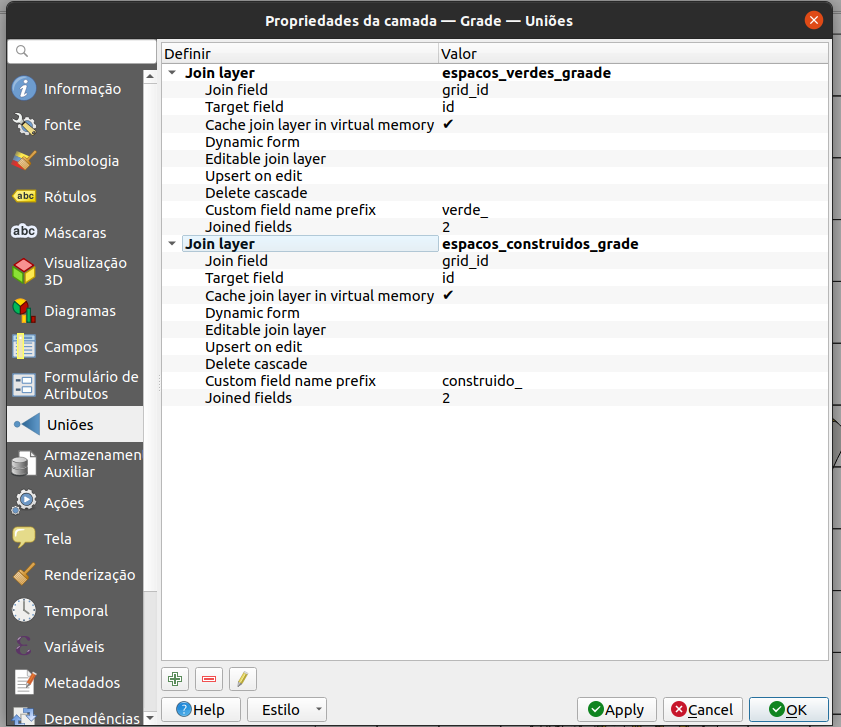 Propriedades da camada — Grade — Uniões
Informação
fonte
Simbologia
abc Rótulos
abc Máscaras
Visualização
3D
Diagramas
Campos
Formulário de
Atributos
Uniões
Armazenamen
Auxiliar
Ações
Tela
Renderização
Temporal
Variáveis
Metadados
Dependências
Definir Valor
Join layer espacos_verdes_graade
Join field grid_id
Target field id
Cache join layer in virtual memory ✔
Dynamic form
Editable join layer
Upsert on edit
Delete cascade
Custom field name prefix verde_
Joined fields 2
Join layer espacos_construidos_grade
Join field grid_id
Target field id
Cache join layer in virtual memory ✔
Dynamic form
Editable join layer
Upsert on edit
Delete cascade
Custom field name prefix construido_
Joined fields 2
Help Estilo Apply Cancel OK